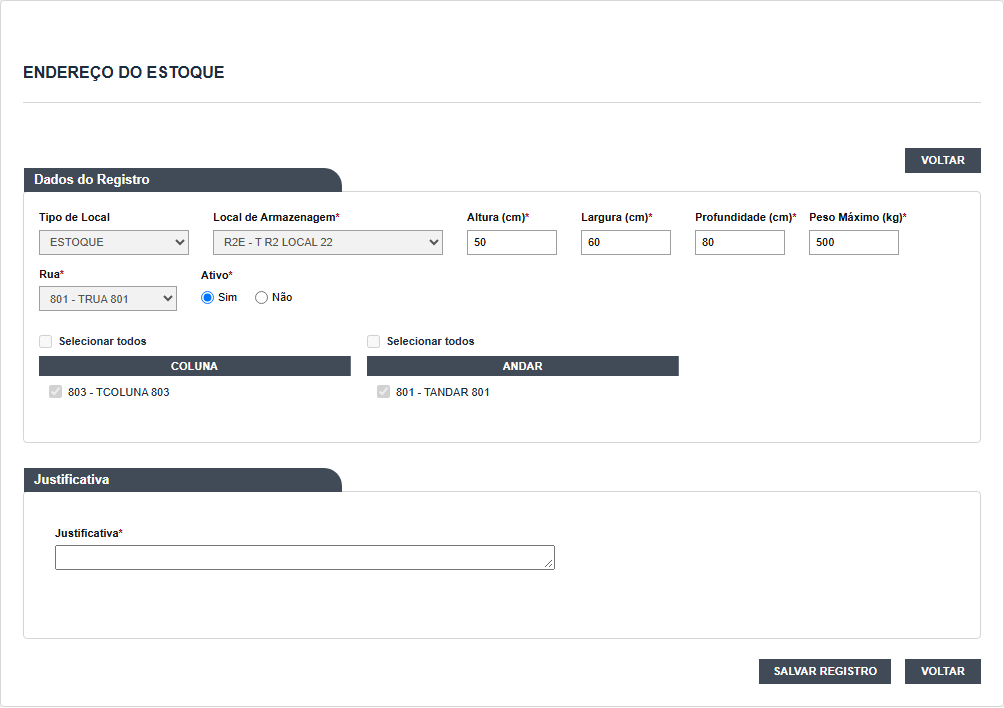 ENDEREÇO DO ESTOQUE
VOLTAR
Dados do Registro
Tipo de Local Local de Armazenagem* Altura (cm)* Largura (cm)* Profundidade (cm)* Peso Máximo (kg)*
ESTOQUE R2E - T R2 LOCAL 22 50 60 80 500
Rua* Ativo*
801 - TRUA 801 Sim Não
Selecionar todos Selecionar todos
COLUNA ANDAR
803 - TCOLUNA 803 801 - TANDAR 801
Justificativa
Justificativa*
SALVAR REGISTRO VOLTAR